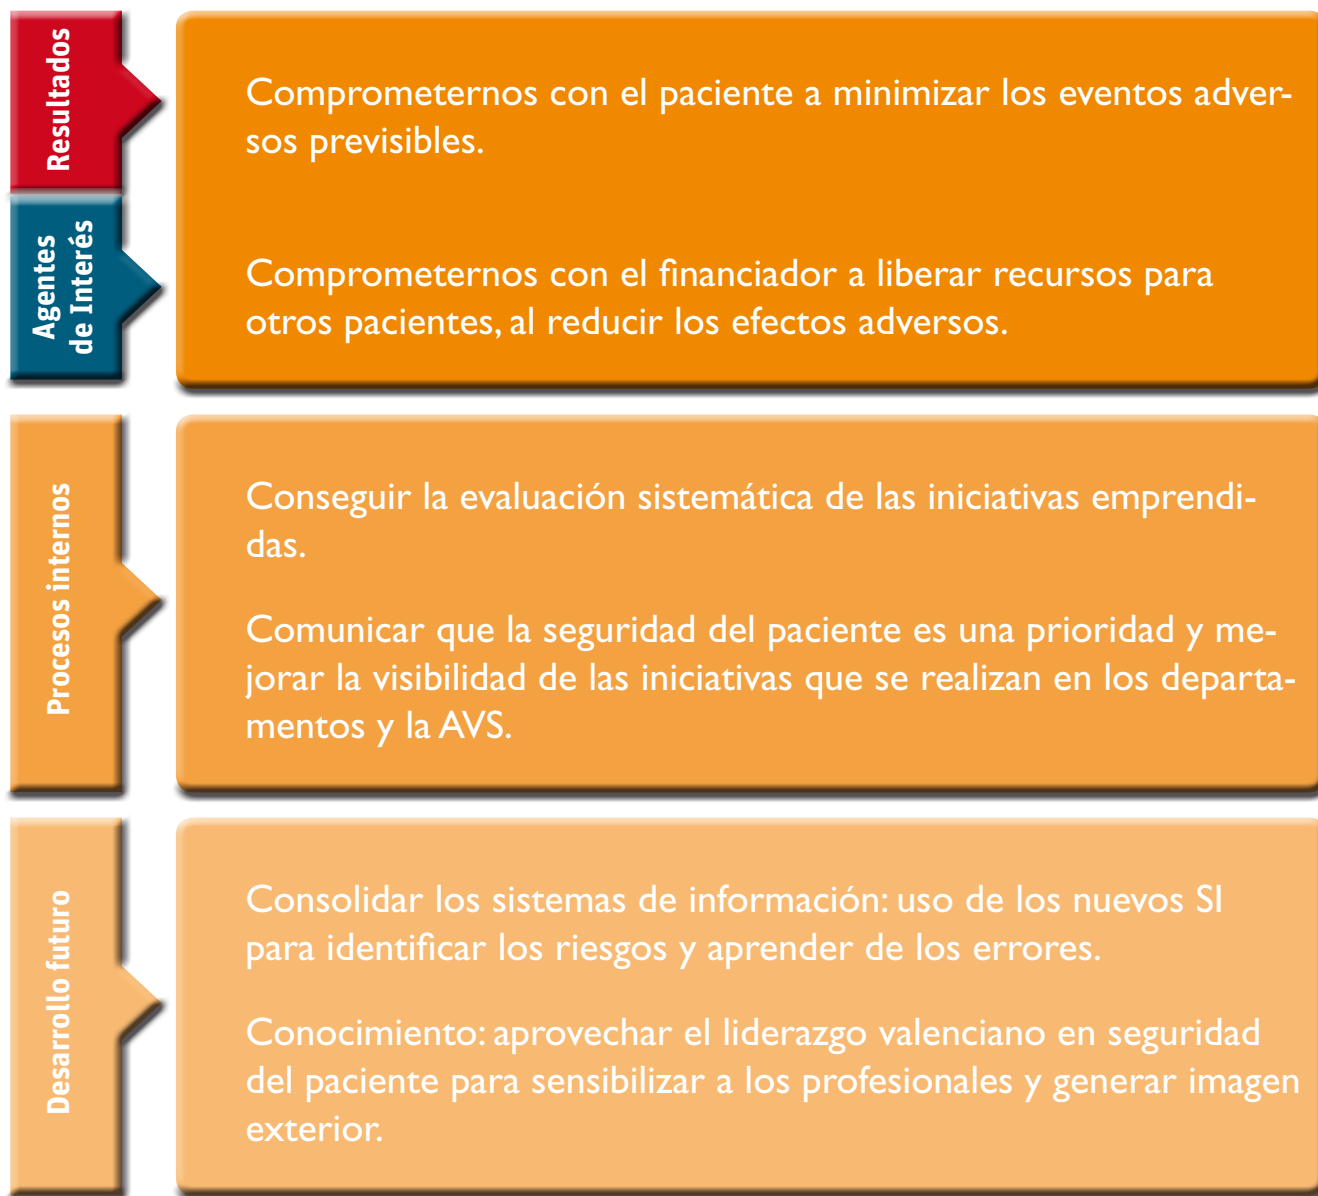 Resultados
Comprometernos con el paciente a minimizar los eventos adver-
sos previsibles.
Agentes
de Interés
Comprometernos con el financiador a liberar recursos para
otros pacientes, al reducir los efectos adversos.
Procesos internos
Conseguir la evaluación sistemática de las iniciativas emprendi-
das.
Comunicar que la seguridad del paciente es una prioridad y me-
jorar la visibilidad de las iniciativas que se realizan en los departa-
mentos y la AVS.
Desarrollo futuro
Consolidar los sistemas de información: uso de los nuevos SI
para identificar los riesgos y aprender de los errores.
Conocimiento: aprovechar el liderazgo valenciano en seguridad
del paciente para sensibilizar a los profesionales y generar imagen
exterior.